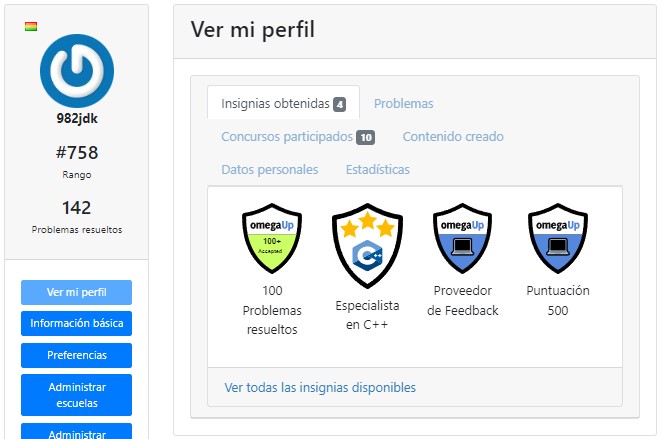 982jdk
#758
Rango
142
Problemas resueltos
Ver mi perfil
Información básica
Preferencias
Administrar
escuelas
Administrar
Ver mi perfil
Insignias obtenidas 4
Problemas
Concursos participados 10
Contenido creado
Datos personales
Estadísticas
omegaUp
100+
Accepted
100
Problemas
resueltos
C++
Especialista
en C++
omegaUp
Proveedor
de Feedback
omegaUp
Puntuación
500
Ver todas las insignias disponibles